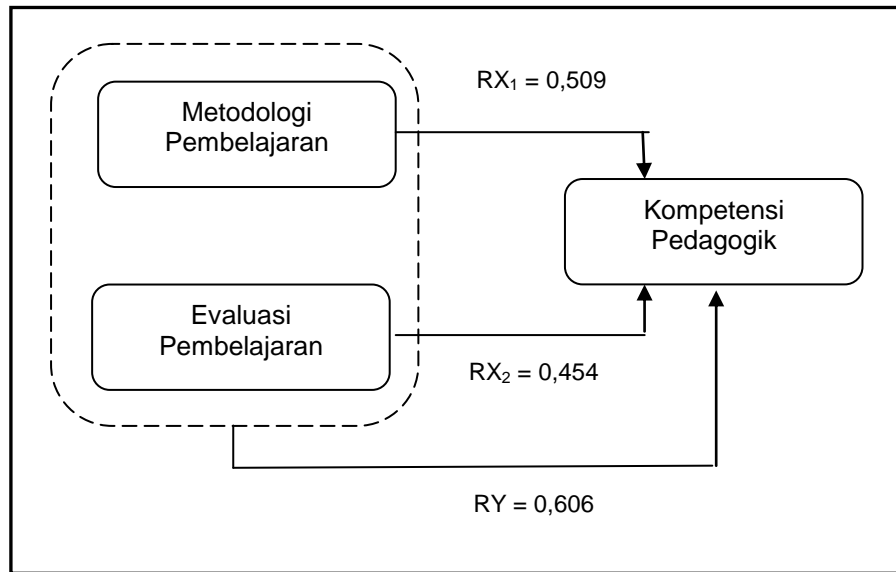 RX₁ = 0,509
Metodologi
Pembelajaran
Kompetensi
Pedagogik
Evaluasi
Pembelajaran
RX₂ = 0,454
RY = 0,606